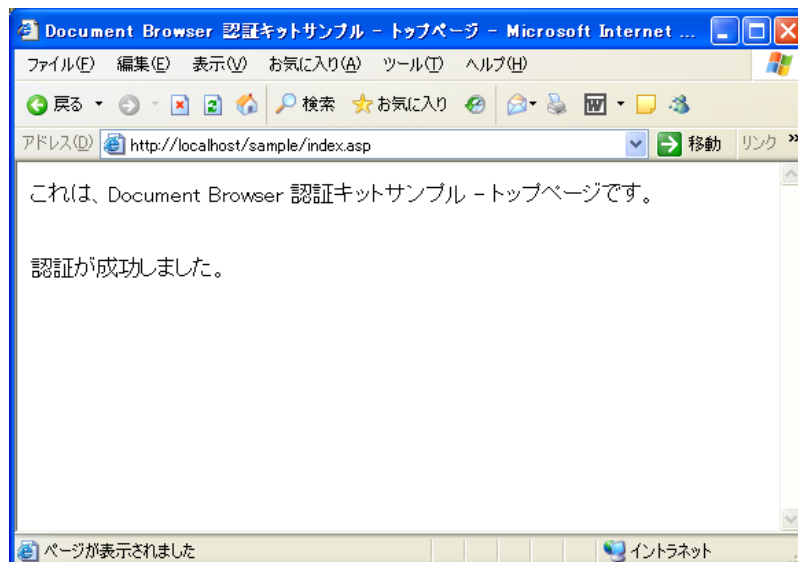 Document Browser 認証キットサンプル - トップページ - Microsoft Internet ...
ファイル(F) 編集(E) 表示(V) お気に入り(A) ツール(T) ヘルプ(H)
戻る 検索 お気に入り
アドレス(D) http://localhost/sample/index.asp 移動 リンク »
これは、Document Browser 認証キットサンプル - トップページです。
認証が成功しました。
ページが表示されました イントラネット